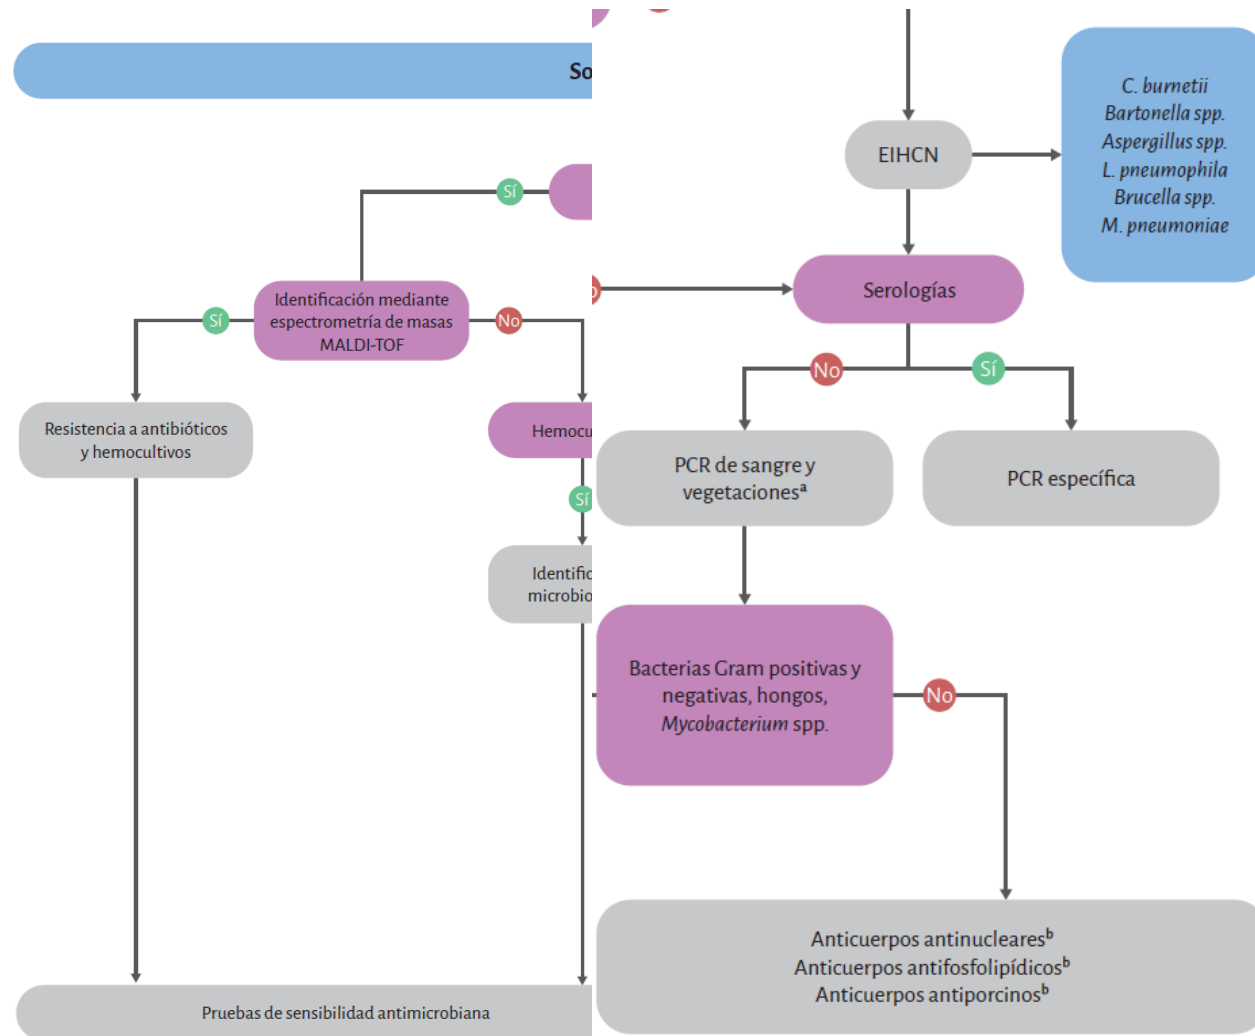 So
Sí
Identificación mediante
espectrometría de masas
MALDI-TOF
Sí
No
Resistencia a antibióticos
y hemocultivos
Sí
Pruebas de sensibilidad antimicrobiana
EIHCN
C. burnetii
Bartonella spp.
Aspergillus spp.
L. pneumophila
Brucella spp.
M. pneumoniae
Serologías
No
Sí
PCR de sangre y
vegetacionesᵃ
PCR específica
Bacterias Gram positivas y
negativas, hongos,
Mycobacterium spp.
No
Anticuerpos antinuclearesᵇ
Anticuerpos antifosfolipídicosᵇ
Anticuerpos antiporcinosᵇ